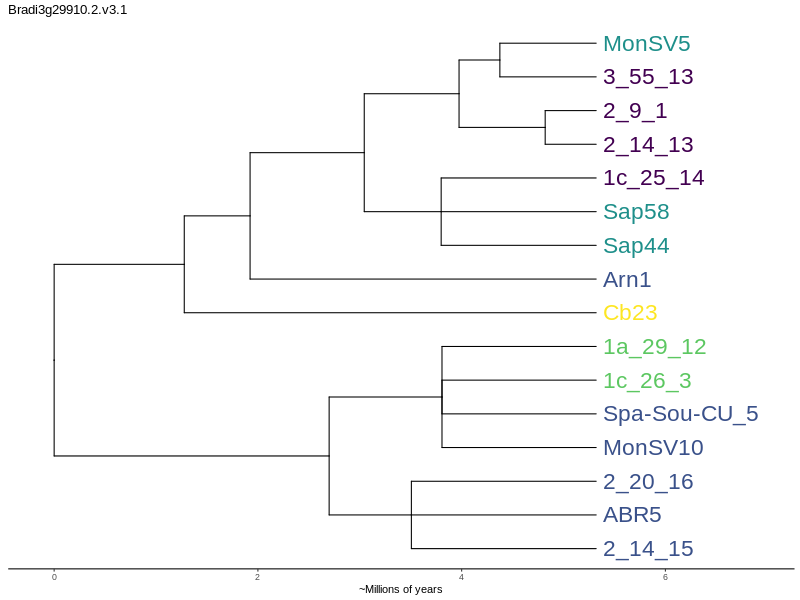 Bradi3g29910.2.v3.1
MonSV5
3_55_13
2_9_1
2_14_13
1c_25_14
Sap58
Sap44
Arn1
Cb23
1a_29_12
1c_26_3
Spa-Sou-CU_5
MonSV10
2_20_16
ABR5
2_14_15
0 2 4 6
~Millions of years